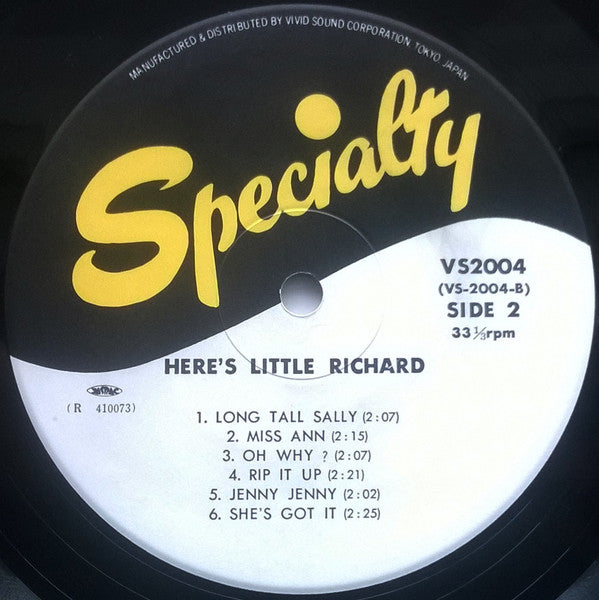 MANUFACTURED & DISTRIBUTED BY VIVID SOUND CORPORATION, TOKYO, JAPAN
Specialty
VS2004
(VS-2004-B)
SIDE 2
33⅓rpm
HERE'S LITTLE RICHARD
(R 410073)
1. LONG TALL SALLY (2:07)
2. MISS ANN (2:15)
3. OH WHY ? (2:07)
4. RIP IT UP (2:21)
5. JENNY JENNY (2:02)
6. SHE'S GOT IT (2:25)